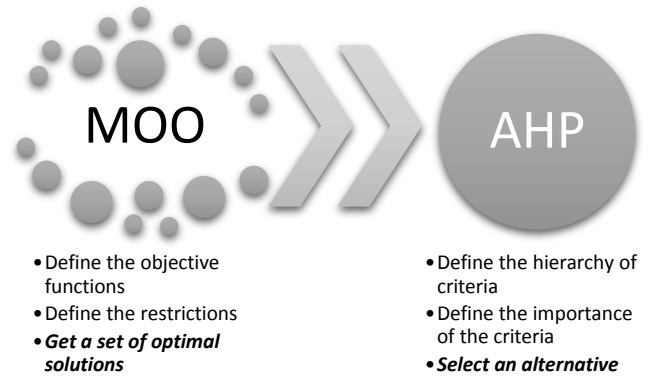 MOO
AHP
•Define the objective
functions
•Define the restrictions
•Get a set of optimal
solutions
•Define the hierarchy of
criteria
•Define the importance
of the criteria
•Select an alternative